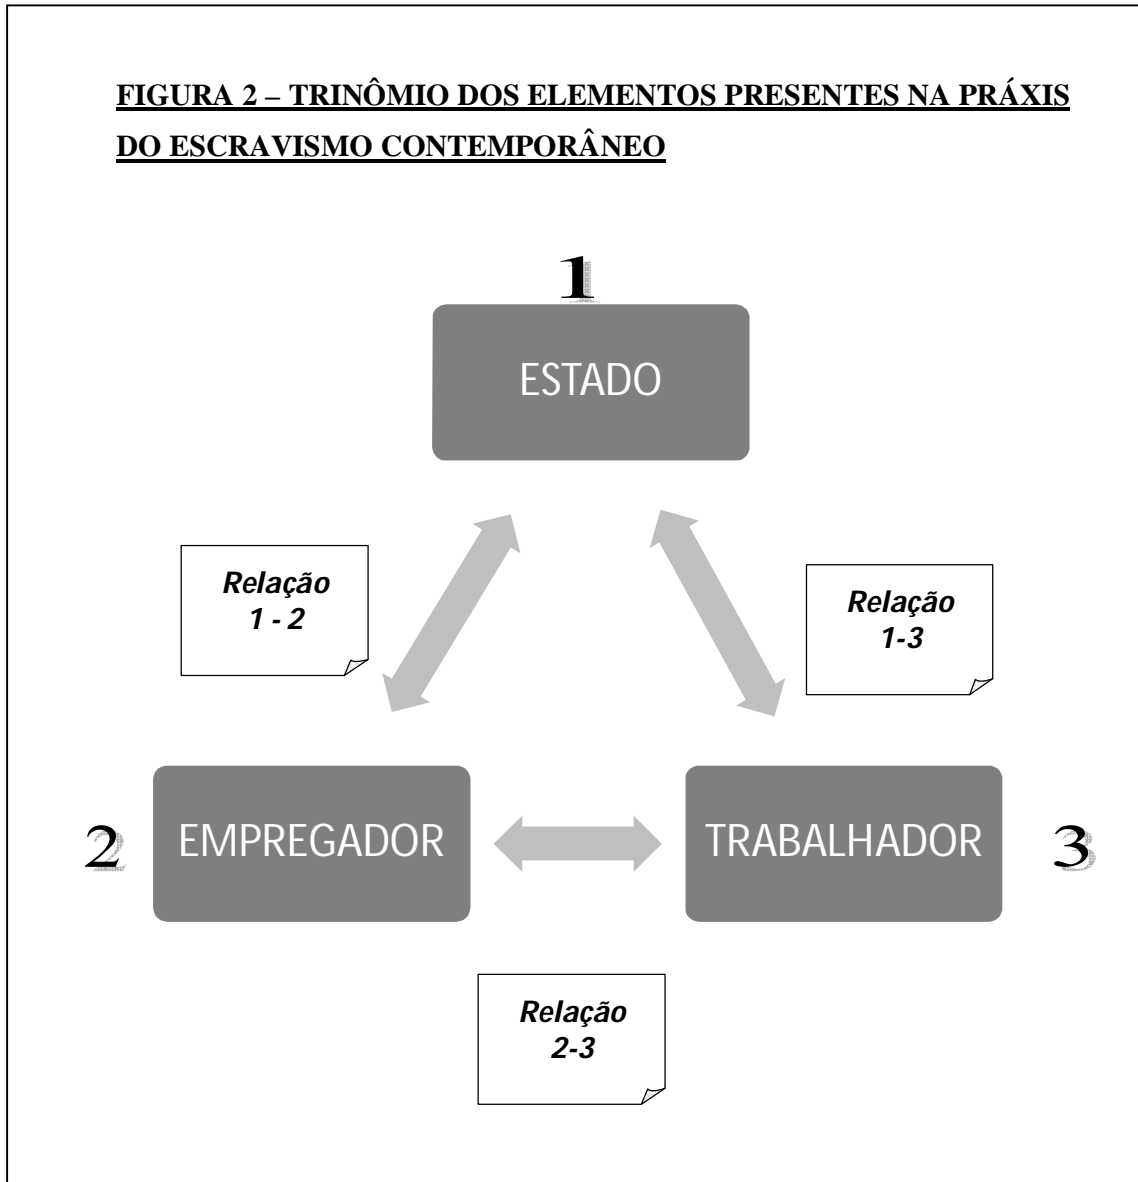 FIGURA 2 – TRINÔMIO DOS ELEMENTOS PRESENTES NA PRÁXIS
DO ESCRAVISMO CONTEMPORÂNEO
1
ESTADO
Relação
1 - 2
Relação
1-3
2
EMPREGADOR
TRABALHADOR
3
Relação
2-3